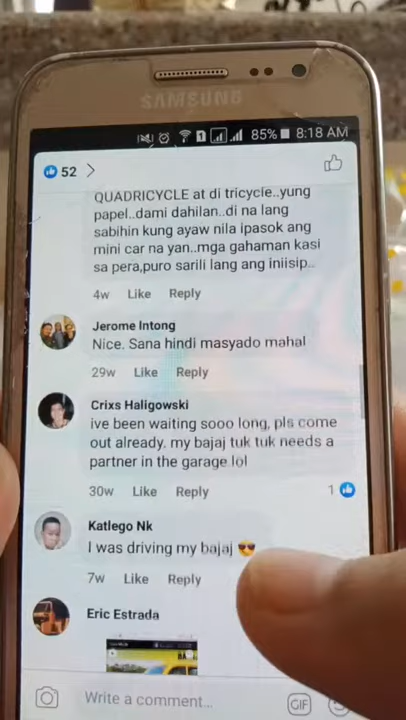 SAMSUNG
1 85% 8:18 AM
52
QUADRICYCLE at di tricycle..yung
papel..dami dahilan..di na lang
sabihin kung ayaw nila ipasok ang
mini car na yan..mga gahaman kasi
sa pera,puro sarili lang ang iniisip..
4w Like Reply
Jerome Intong
Nice. Sana hindi masyado mahal
29w Like Reply
Crixs Haligowski
ive been waiting sooo long, pls come
out already. my bajaj tuk tuk needs a
partner in the garage lol
30w Like Reply 1
Katlego Nk
I was driving my bajaj 😎
7w Like Reply
Eric Estrada
Write a comment...
GIF